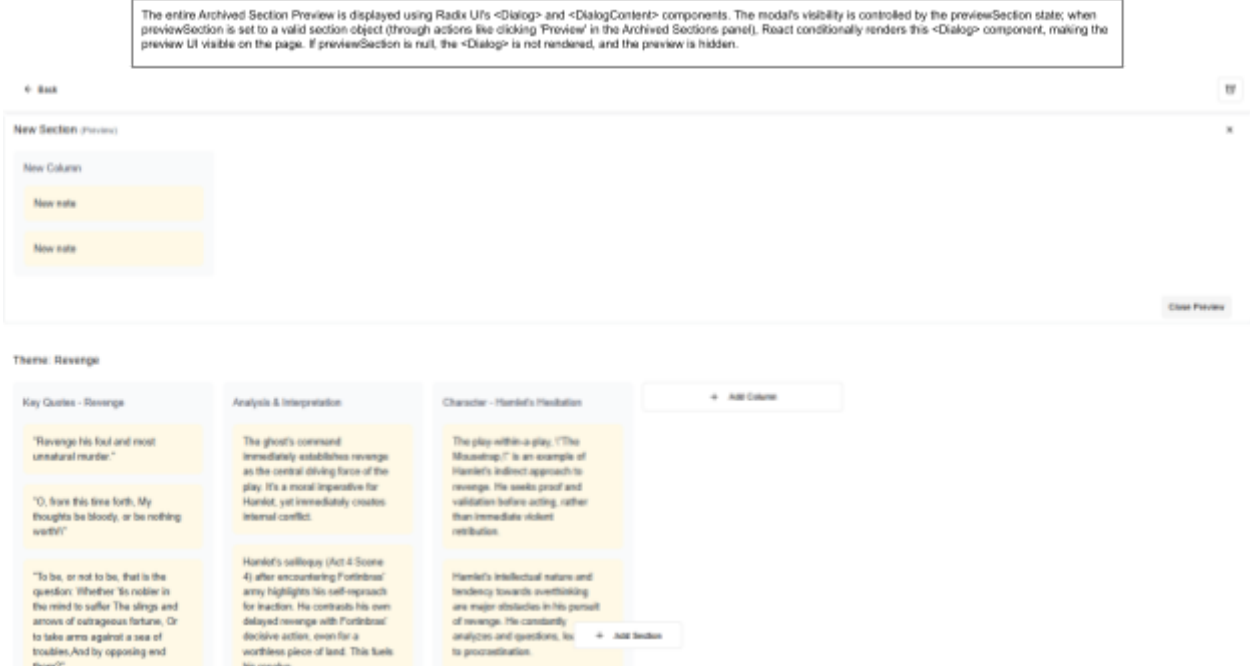 The entire Archived Section Preview is displayed using Radix UI's <Dialog> and <DialogContent> components. The modal's visibility is controlled by the previewSection state; when
previewSection is set to a valid section object (through actions like clicking 'Preview' in the Archived Sections panel), React conditionally renders this <Dialog> component, making the
preview UI visible on the page. If previewSection is null, the <Dialog> is not rendered, and the preview is hidden.
Back
New Section (Preview)
New Column
New note
New note
Close Preview
Theme: Revenge
Key Quotes - Revenge
"Revenge his foul and most
unnatural murder."
"O, from this time forth, My
thoughts be bloody, or be nothing
worth!"
"To be, or not to be, that is the
question: Whether 'tis nobler in
the mind to suffer The slings and
arrows of outrageous fortune, Or
to take arms against a sea of
troubles,And by opposing end
them?"
Analysis & Interpretation
The ghost's command
immediately establishes revenge
as the central driving force of the
play. It's a moral imperative for
Hamlet, yet immediately creates
internal conflict.
Hamlet's soliloquy (Act 4 Scene
4) after encountering Fortinbras'
army highlights his self-reproach
for inaction. He contrasts his own
delayed revenge with Fortinbras'
decisive action, even for a
worthless piece of land. This fuels
Character - Hamlet's Hesitation
The play-within-a-play, \"The
Mousetrap,\" is an example of
Hamlet's indirect approach to
revenge. He seeks proof and
validation before acting, rather
than immediate violent
retribution.
Hamlet's intellectual nature and
tendency towards overthinking
are major obstacles in his pursuit
of revenge. He constantly
analyzes and questions,
to procrastination.
+ Add Column
+ Add Section